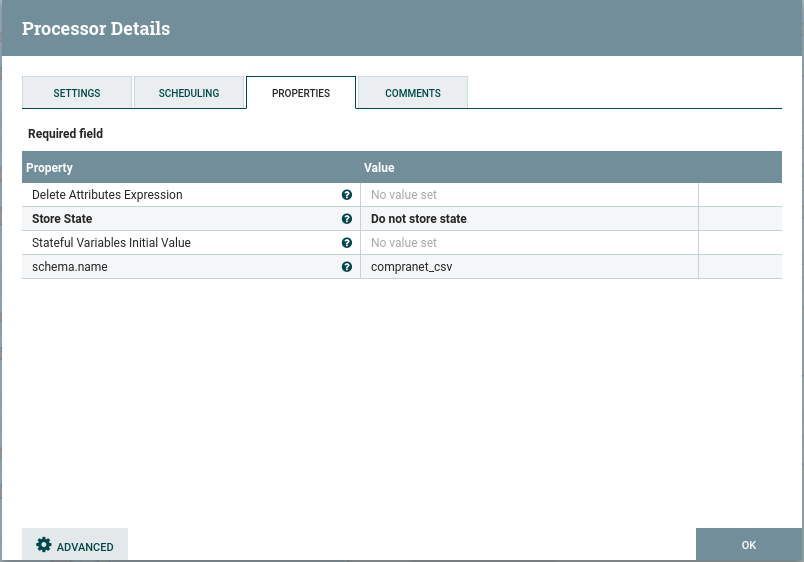 Processor Details
SETTINGS SCHEDULING PROPERTIES COMMENTS
Required field
Property Value
Delete Attributes Expression No value set
Store State Do not store state
Stateful Variables Initial Value No value set
schema.name compranet_csv
ADVANCED OK